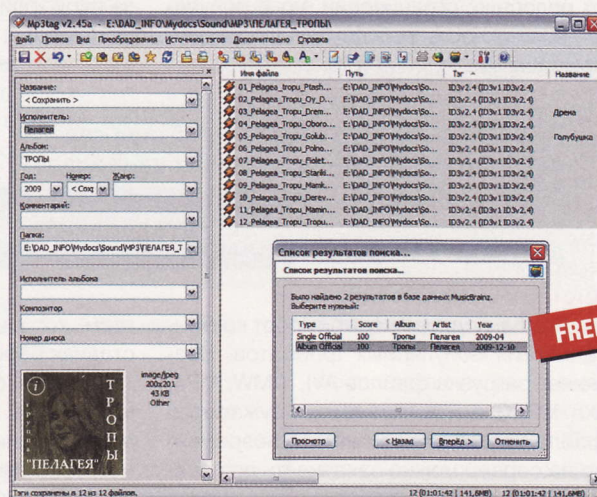 Mp3tag v2.45a - E:\DAD_INFO\Mydocs\Sound\MP3\ПЕЛАГЕЯ_ТРОПЫ\
Файл Правка Вид Преобразования Источники тэгов Дополнительно Справка
Название:
< Сохранить >
Исполнитель:
Пелагея
Альбом:
ТРОПЫ
Год: Номер: Жанр:
2009 < Сохр
Комментарий:
Папка:
E:\DAD_INFO\Mydocs\Sound\MP3\ПЕЛАГЕЯ_Т
Исполнитель альбома
Композитор
Номер диска
image/jpeg
200x201
43 KB
Other
ГРУППА
ТРОПЫ
"ПЕЛАГЕЯ"
Имя файла Путь Тэг Название
01_Pelagea_tropu_Ptash... E:\DAD_INFO\Mydocs\So... ID3v2.4 (ID3v1 ID3v2.4)
02_Pelagea_Tropu_Oy_D... E:\DAD_INFO\Mydocs\So... ID3v2.4 (ID3v1 ID3v2.4)
03_Pelagea_Tropu_Drem... E:\DAD_INFO\Mydocs\So... ID3v2.4 (ID3v1 ID3v2.4) Дрема
04_Pelagea_Tropu_Oboro... E:\DAD_INFO\Mydocs\So... ID3v2.4 (ID3v1 ID3v2.4)
05_Pelagea_Tropu_Golub... E:\DAD_INFO\Mydocs\So... ID3v2.4 (ID3v1 ID3v2.4) Голубушка
06_Pelagea_Tropu_Polno... E:\DAD_INFO\Mydocs\So... ID3v2.4 (ID3v1 ID3v2.4)
07_Pelagea_Tropu_Fialet... E:\DAD_INFO\Mydocs\So... ID3v2.4 (ID3v1 ID3v2.4)
08_Pelagea_Tropu_Stariki... E:\DAD_INFO\Mydocs\So... ID3v2.4 (ID3v1 ID3v2.4)
09_Pelagea_Tropu_Mamk... E:\DAD_INFO\Mydocs\So... ID3v2.4 (ID3v1 ID3v2.4)
10_Pelagea_Tropu_Derev... E:\DAD_INFO\Mydocs\So... ID3v2.4 (ID3v1 ID3v2.4)
11_Pelagea_Tropu_Mamin... E:\DAD_INFO\Mydocs\So... ID3v2.4 (ID3v1 ID3v2.4)
12_Pelagea_Tropu_Tropu... E:\DAD_INFO\Mydocs\So... ID3v2.4 (ID3v1 ID3v2.4)
Список результатов поиска...
Список результатов поиска...
Было найдено 2 результатов в базе данных MusicBrainz.
Выберите нужный:
Type Score Album Artist Year
Single Official 100 Тропы Пелагея 2009-04
Album Official 100 Тропы Пелагея 2009-12-10
Просмотр < Назад Вперёд > Отменить
FREE
Тэги сохранены в 12 из 12 файлов.
12 (01:01:42 | 141,6MB) 12 (01:01:42 | 141,6MB)